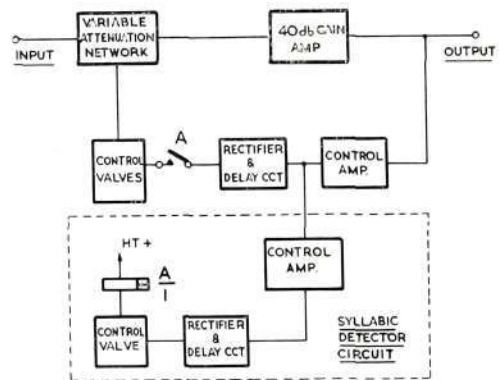 VARIABLE
ATTENUATION
NETWORK
40db GAIN
AMP
INPUT
OUTPUT
A
CONTROL
VALVES
RECTIFIER
&
DELAY CCT
CONTROL
AMP.
HT +
A
1
CONTROL
AMP.
CONTROL
VALVE
RECTIFIER
&
DELAY CCT
SYLLABIC
DETECTOR
CIRCUIT